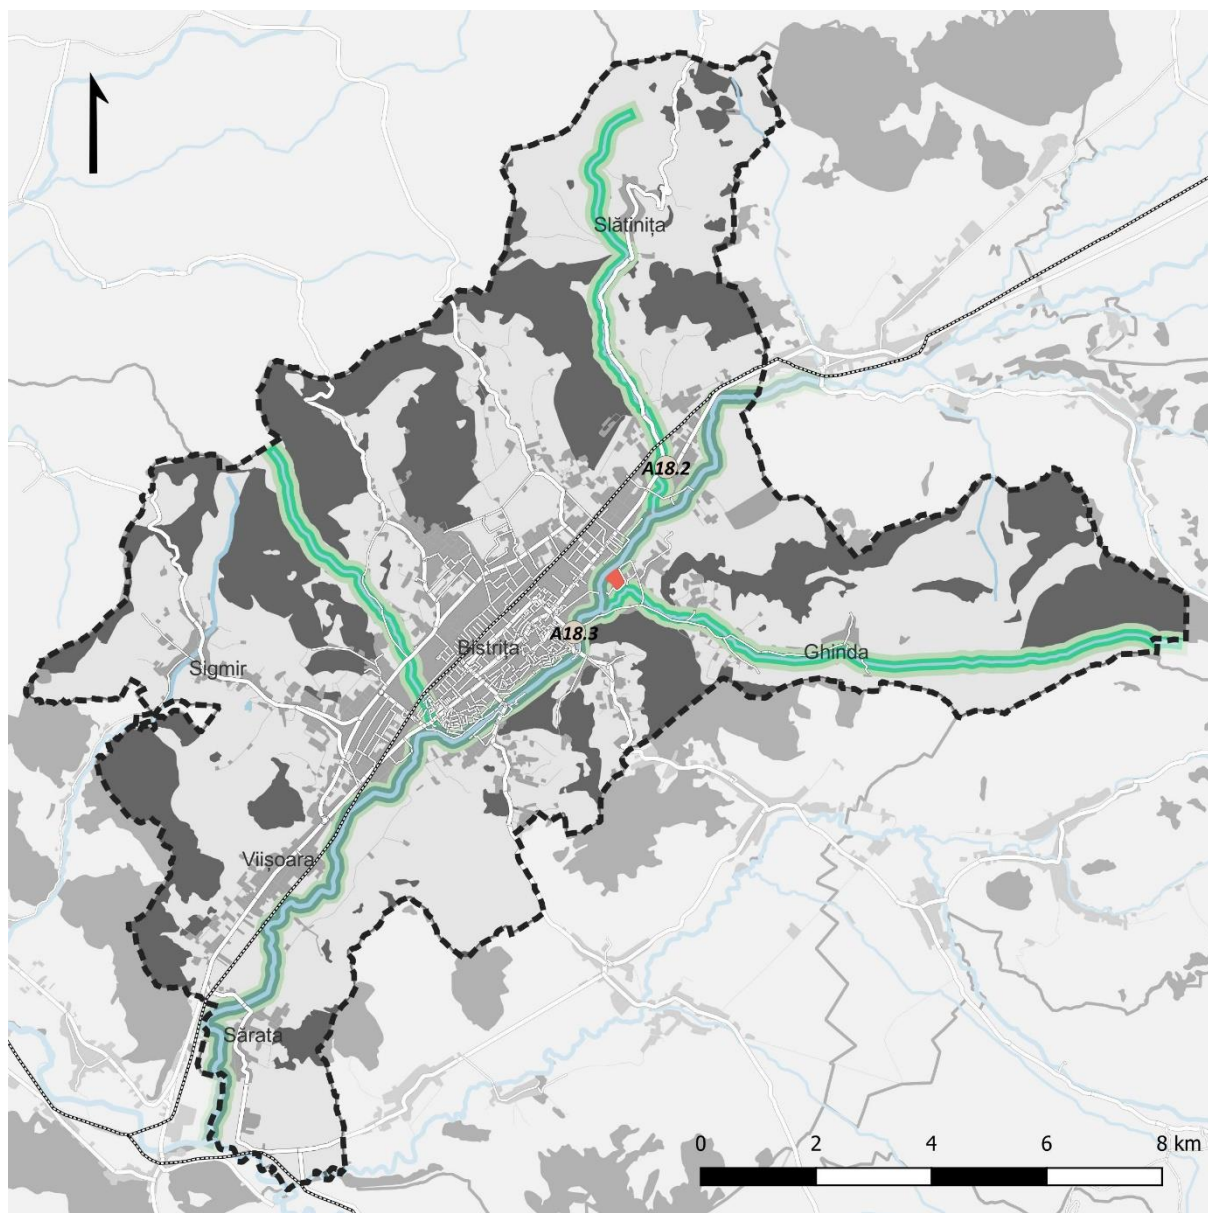 Slătinița
A18.2
A18.3
Bistrița
Ghinda
Sigmir
Viișoara
Sărata
0 2 4 6 8 km